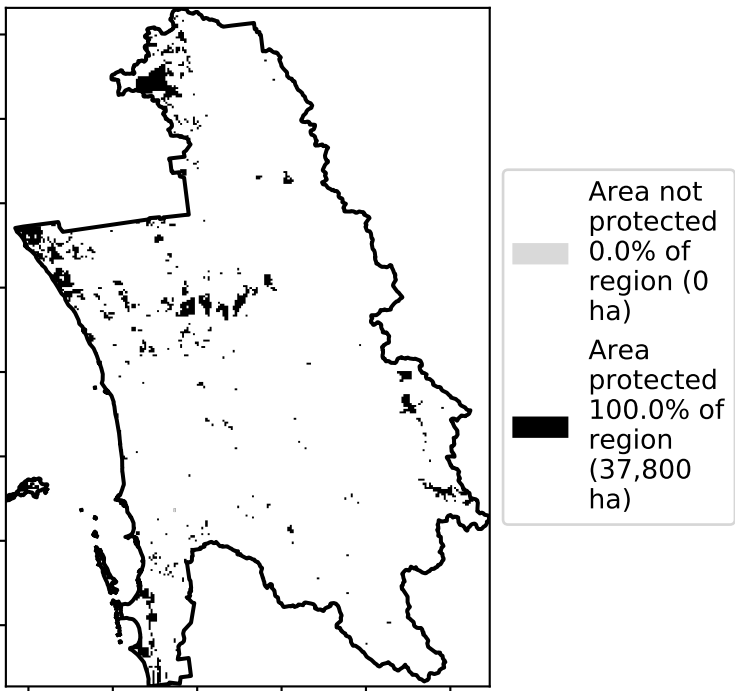 Area not
protected
0.0% of
region (0
ha)
Area
protected
100.0% of
region
(37,800
ha)